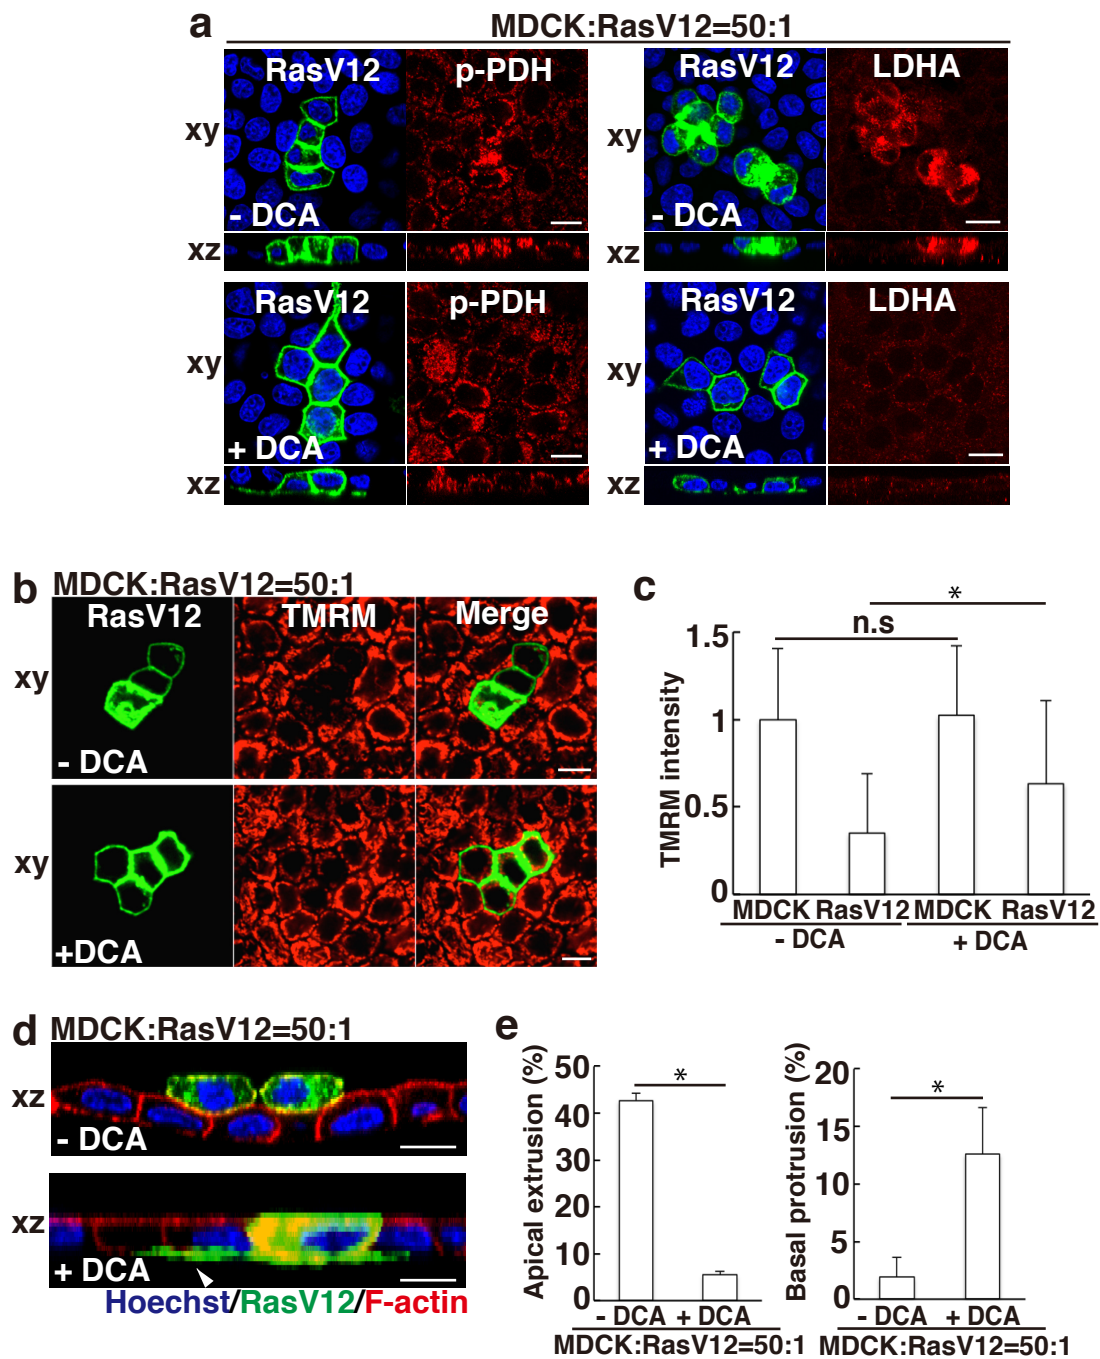 a
MDCK:RasV12=50:1
RasV12 p-PDH RasV12 LDHA
xy xy
- DCA - DCA
xz xz
RasV12 p-PDH RasV12 LDHA
xy xy
+ DCA + DCA
xz xz
b MDCK:RasV12=50:1
RasV12 TMRM Merge
xy
- DCA
xy
+DCA
c
*
n.s
1.5
1
0.5
0
TMRM intensity
MDCK RasV12 MDCK RasV12
- DCA + DCA
d MDCK:RasV12=50:1
xz
- DCA
xz
+ DCA
Hoechst/RasV12/F-actin
e
Apical extrusion (%)
50
40
30
20
10
0
*
- DCA + DCA
MDCK:RasV12=50:1
Basal protrusion (%)
20
15
10
5
0
*
- DCA + DCA
MDCK:RasV12=50:1